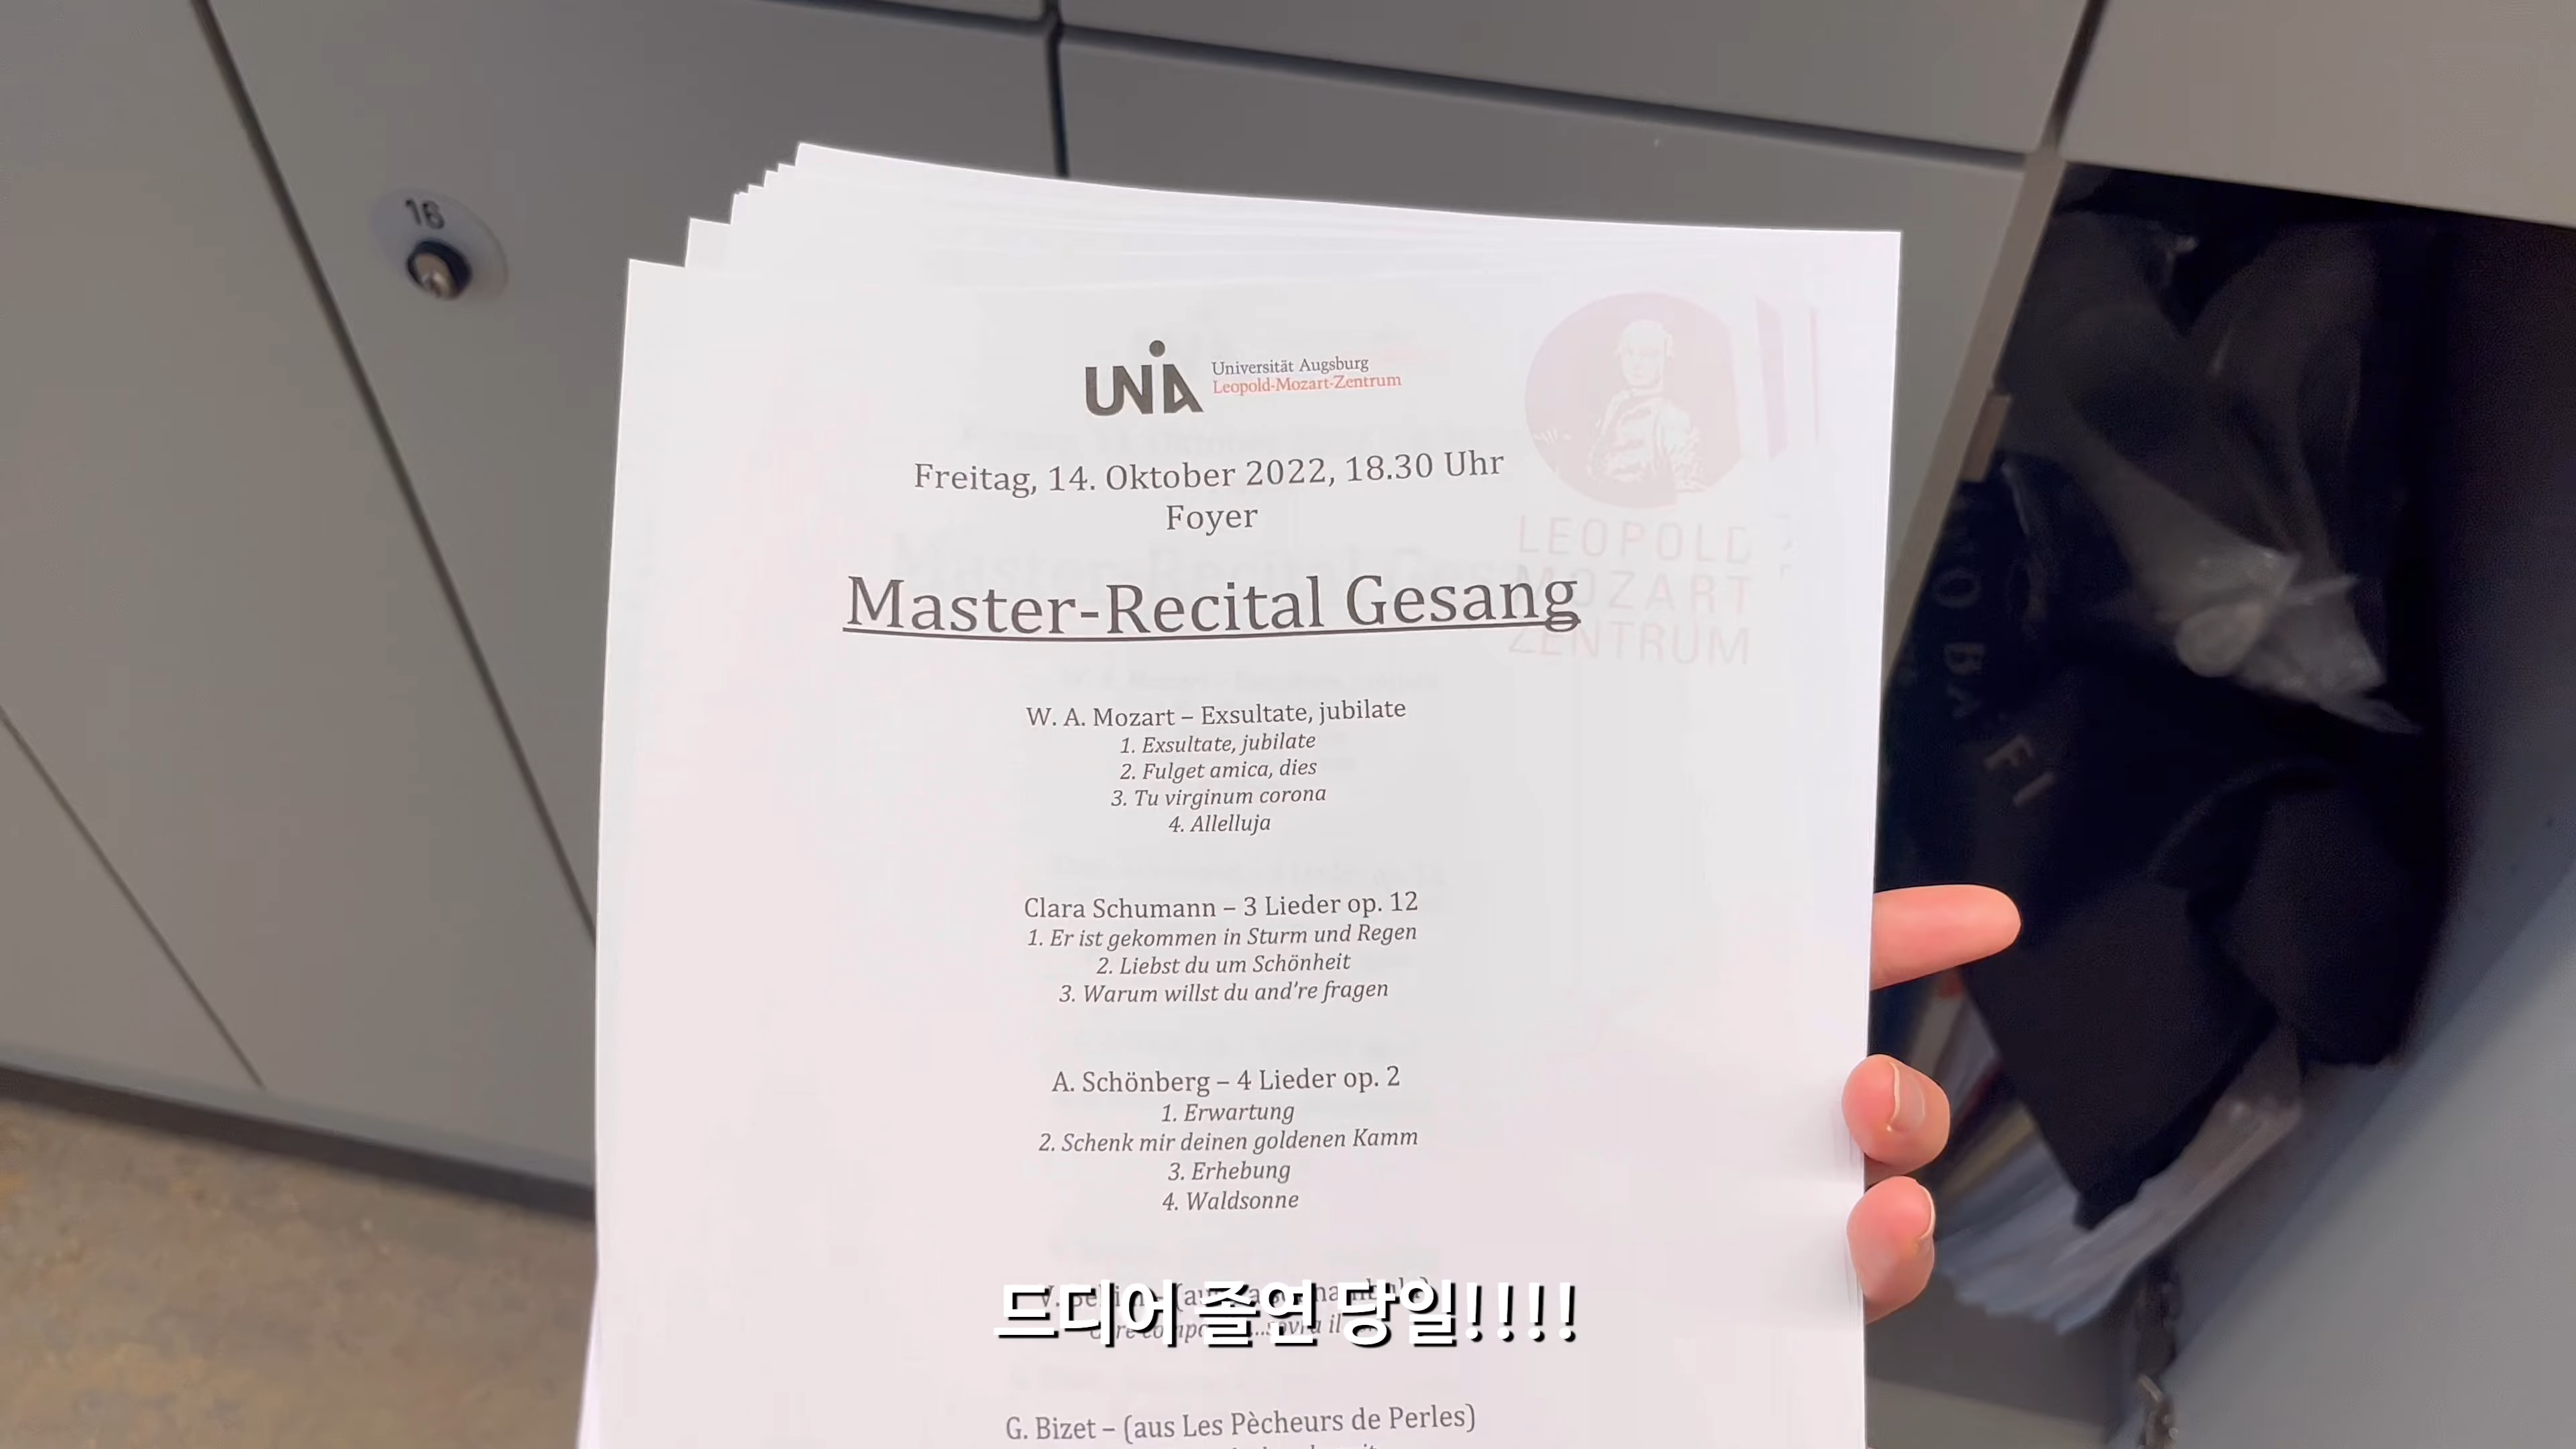 16
UNIA
Universität Augsburg
Leopold-Mozart-Zentrum
Freitag, 14. Oktober 2022, 18.30 Uhr
Foyer
Master-Recital Gesang
LEOPOLD
MOZART
ZENTRUM
W. A. Mozart – Exsultate, jubilate
1. Exsultate, jubilate
2. Fulget amica, dies
3. Tu virginum corona
4. Allelluja
Clara Schumann – 3 Lieder op. 12
1. Er ist gekommen in Sturm und Regen
2. Liebst du um Schönheit
3. Warum willst du and're fragen
A. Schönberg – 4 Lieder op. 2
1. Erwartung
2. Schenk mir deinen goldenen Kamm
3. Erhebung
4. Waldsonne
드디어 졸연 당일!!!!
G. Bizet – (aus Les Pècheurs de Perles)